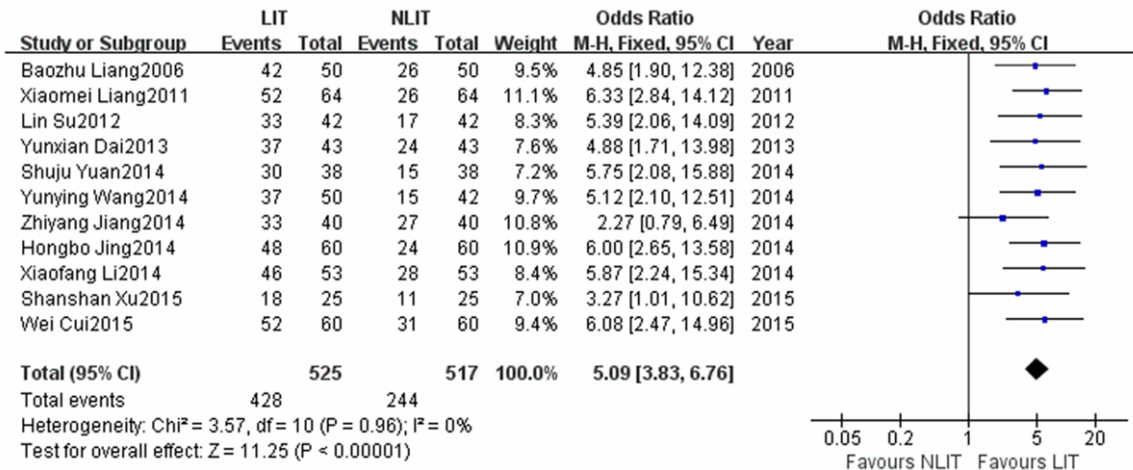 LIT NLIT Odds Ratio Odds Ratio
Study or Subgroup Events Total Events Total Weight M-H, Fixed, 95% CI Year M-H, Fixed, 95% CI
Baozhu Liang2006 42 50 26 50 9.5% 4.85 [1.90, 12.38] 2006
Xiaomei Liang2011 52 64 26 64 11.1% 6.33 [2.84, 14.12] 2011
Lin Su2012 33 42 17 42 8.3% 5.39 [2.06, 14.09] 2012
Yunxian Dai2013 37 43 24 43 7.6% 4.88 [1.71, 13.98] 2013
Shuju Yuan2014 30 38 15 38 7.2% 5.75 [2.08, 15.88] 2014
Yunying Wang2014 37 50 15 42 9.7% 5.12 [2.10, 12.51] 2014
Zhiyang Jiang2014 33 40 27 40 10.8% 2.27 [0.79, 6.49] 2014
Hongbo Jing2014 48 60 24 60 10.9% 6.00 [2.65, 13.58] 2014
Xiaofang Li2014 46 53 28 53 8.4% 5.87 [2.24, 15.34] 2014
Shanshan Xu2015 18 25 11 25 7.0% 3.27 [1.01, 10.62] 2015
Wei Cui2015 52 60 31 60 9.4% 6.08 [2.47, 14.96] 2015
Total (95% CI) 525 517 100.0% 5.09 [3.83, 6.76]
Total events 428 244
Heterogeneity: Chi² = 3.57, df = 10 (P = 0.96); I² = 0%
Test for overall effect: Z = 11.25 (P < 0.00001)
0.05 0.2 1 5 20
Favours NLIT Favours LIT